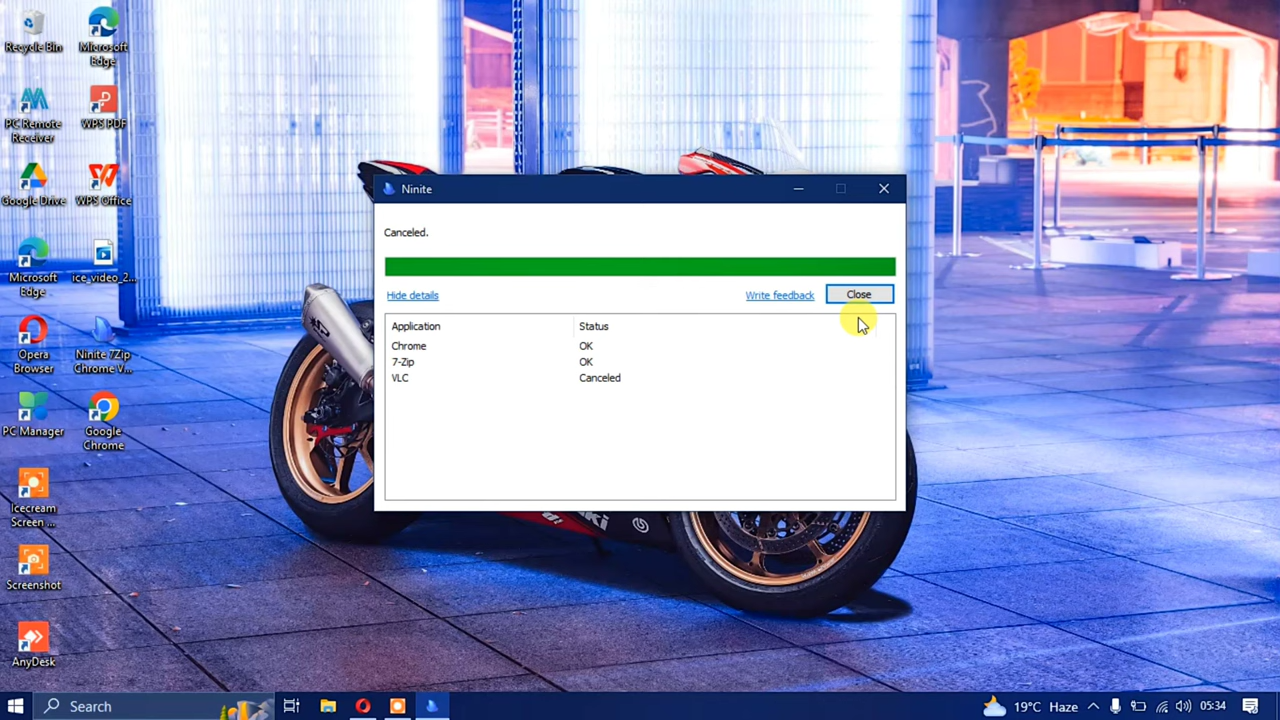 Recycle Bin
Microsoft
Edge
PC Remote
Receiver
WPS PDF
Google Drive
WPS Office
Microsoft
Edge
ice_video_2...
Opera
Browser
Ninite 7Zip
Chrome V...
PC Manager
Google
Chrome
Icecream
Screen ...
Screenshot
AnyDesk
Ninite
Canceled.
Hide details
Write feedback
Close
Application Status
Chrome OK
7-Zip OK
VLC Canceled
Search
19°C Haze
05:34